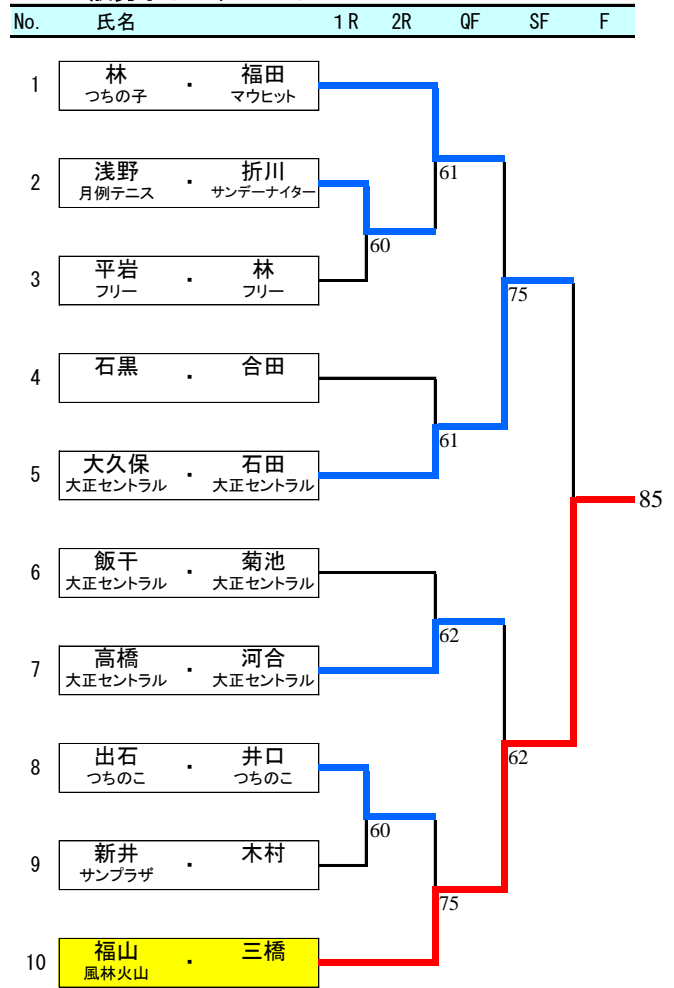 No. 氏名 1R 2R QF SF F
1 林 ・ 福田
つちの子 マウヒット
2 浅野 ・ 折川
月例テニス サンデーナイター
3 平岩 ・ 林
フリー フリー
4 石黒 ・ 合田
5 大久保 ・ 石田
大正セントラル 大正セントラル
6 飯干 ・ 菊池
大正セントラル 大正セントラル
7 高橋 ・ 河合
大正セントラル 大正セントラル
8 出石 ・ 井口
つちのこ つちのこ
9 新井 ・ 木村
サンプラザ
10 福山 ・ 三橋
風林火山
61
60
75
61
85
62
62
60
75